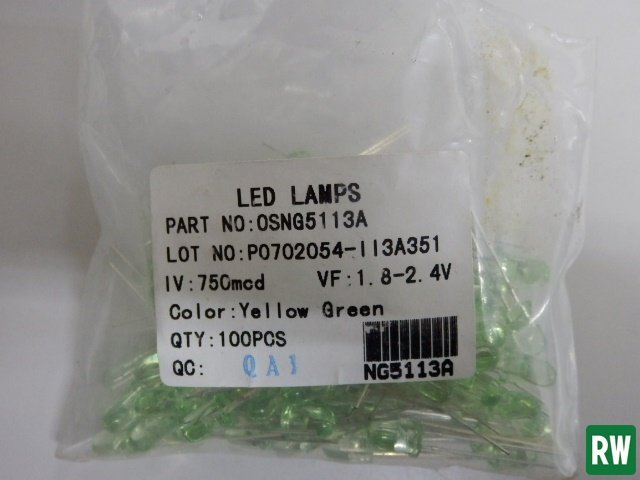 LED LAMPS
PART NO:OSNG5113A
LOT NO:P0702054-II3A351
IV:750mcd VF:1.8-2.4V
Color:Yellow Green
QTY:100PCS
QC: QA1
NG5113A
RW